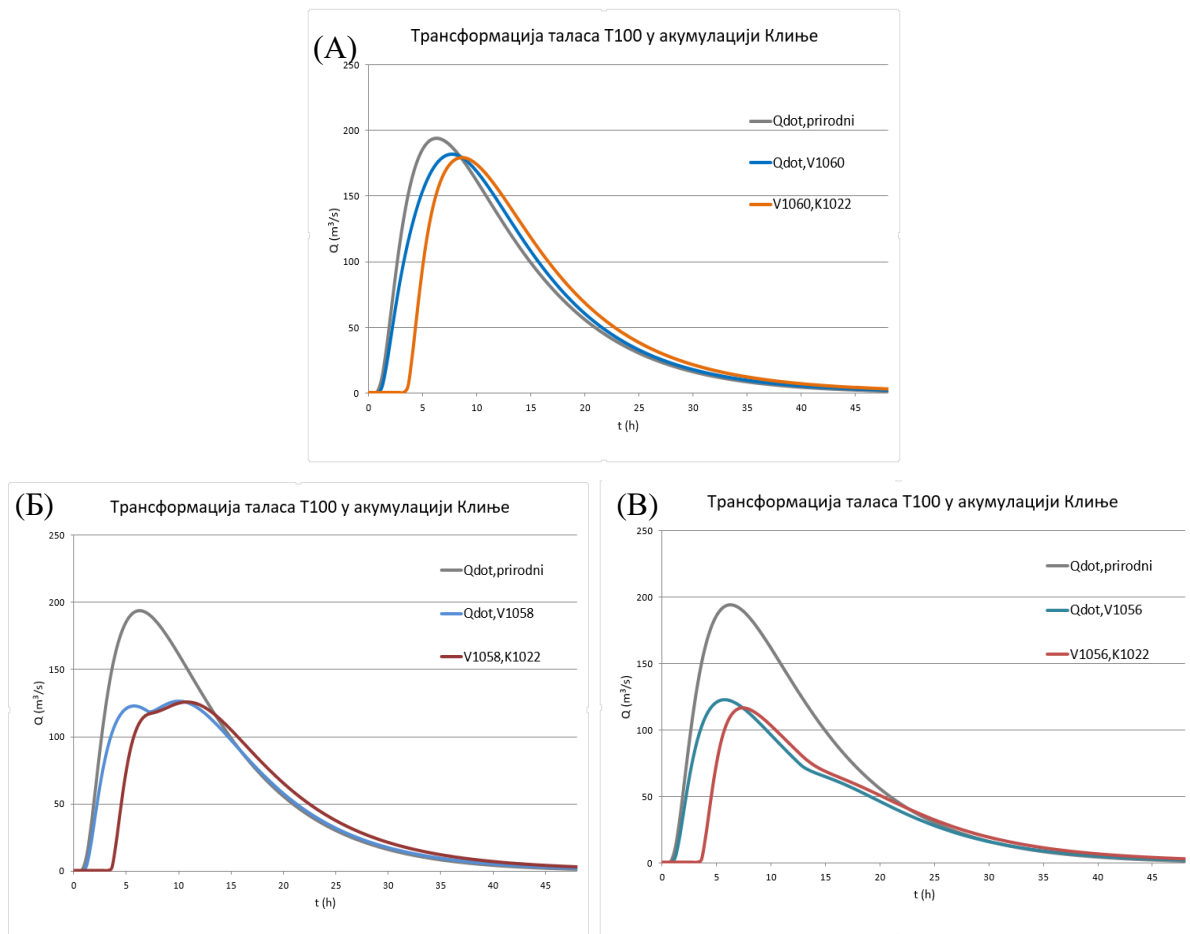 (А)
Трансформација таласа Т100 у акумулацији Клиње
Q (m³/s)
250
200
150
100
50
0
Qdot,prirodni
Qdot,V1060
V1060,K1022
0 5 10 15 20 25 30 35 40 45
t (h)
(Б)
Трансформација таласа Т100 у акумулацији Клиње
Q (m³/s)
250
200
150
100
50
0
Qdot,prirodni
Qdot,V1058
V1058,K1022
0 5 10 15 20 25 30 35 40 45
t (h)
(В)
Трансформација таласа Т100 у акумулацији Клиње
Q (m³/s)
250
200
150
100
50
0
Qdot,prirodni
Qdot,V1056
V1056,K1022
0 5 10 15 20 25 30 35 40 45
t (h)